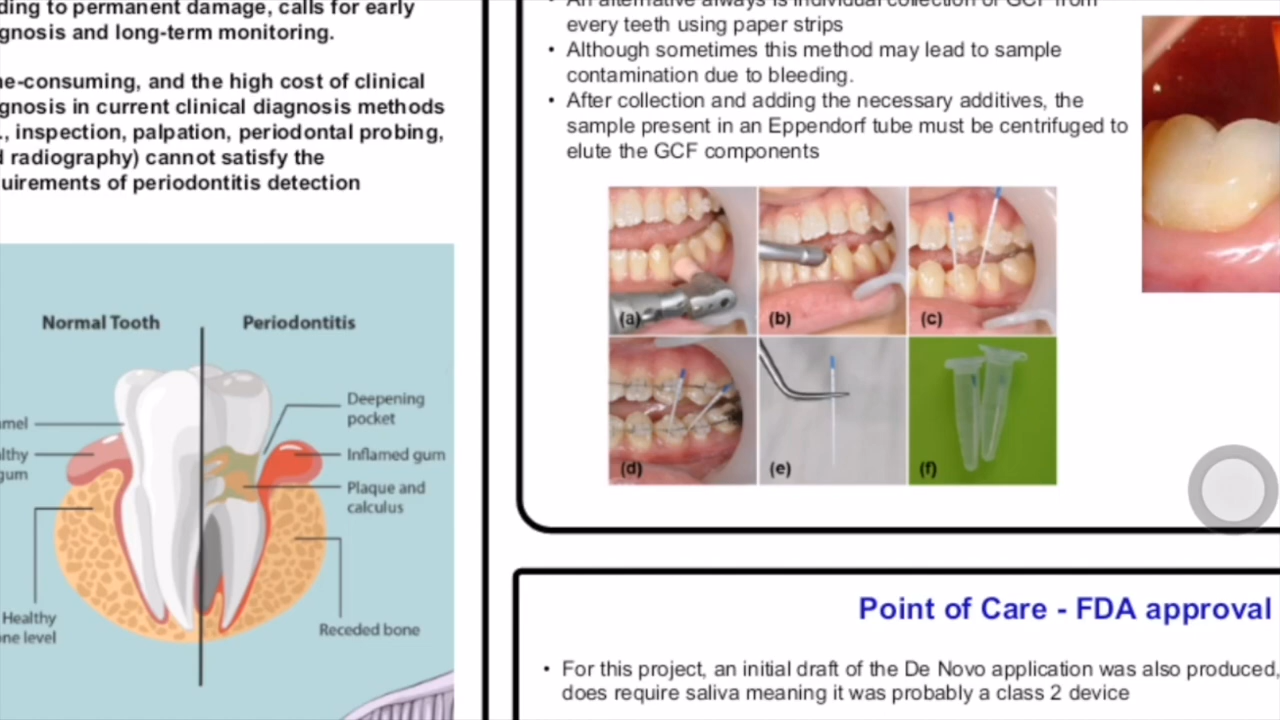 ding to permanent damage, calls for early
gnosis and long-term monitoring.
e-consuming, and the high cost of clinical
gnosis in current clinical diagnosis methods
., inspection, palpation, periodontal probing,
d radiography) cannot satisfy the
uirements of periodontitis detection
Normal Tooth
Periodontitis
amel
lthy
gum
Healthy
ne level
Deepening
pocket
Inflamed gum
Plaque and
calculus
Receded bone
An alternative always is individual collection of GCF from
every teeth using paper strips
• Although sometimes this method may lead to sample
contamination due to bleeding.
• After collection and adding the necessary additives, the
sample present in an Eppendorf tube must be centrifuged to
elute the GCF components
(a)
(b)
(c)
(d)
(e)
(f)
Point of Care - FDA approval
• For this project, an initial draft of the De Novo application was also produced,
does require saliva meaning it was probably a class 2 device